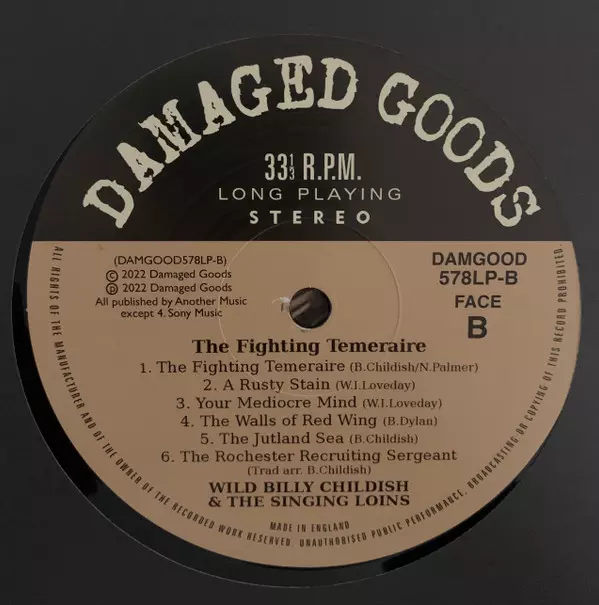 DAMAGED GOODS
33 1/3 R.P.M.
LONG PLAYING
STEREO
(DAMGOOD578LP-B)
Ⓒ 2022 Damaged Goods
Ⓟ 2022 Damaged Goods
All published by Another Music
except 4. Sony Music
DAMGOOD
578LP-B
FACE
B
The Fighting Temeraire
1. The Fighting Temeraire (B.Childish/N.Palmer)
2. A Rusty Stain (W.I.Loveday)
3. Your Mediocre Mind (W.I.Loveday)
4. The Walls of Red Wing (B.Dylan)
5. The Jutland Sea (B.Childish)
6. The Rochester Recruiting Sergeant
(Trad arr. B.Childish)
WILD BILLY CHILDISH
& THE SINGING LOINS
MADE IN ENGLAND
ALL RIGHTS OF THE MANUFACTURER AND OF THE OWNER OF THE RECORDED WORK RESERVED. UNAUTHORISED PUBLIC PERFORMANCE, BROADCASTING OR COPYING OF THIS RECORD PROHIBITED.